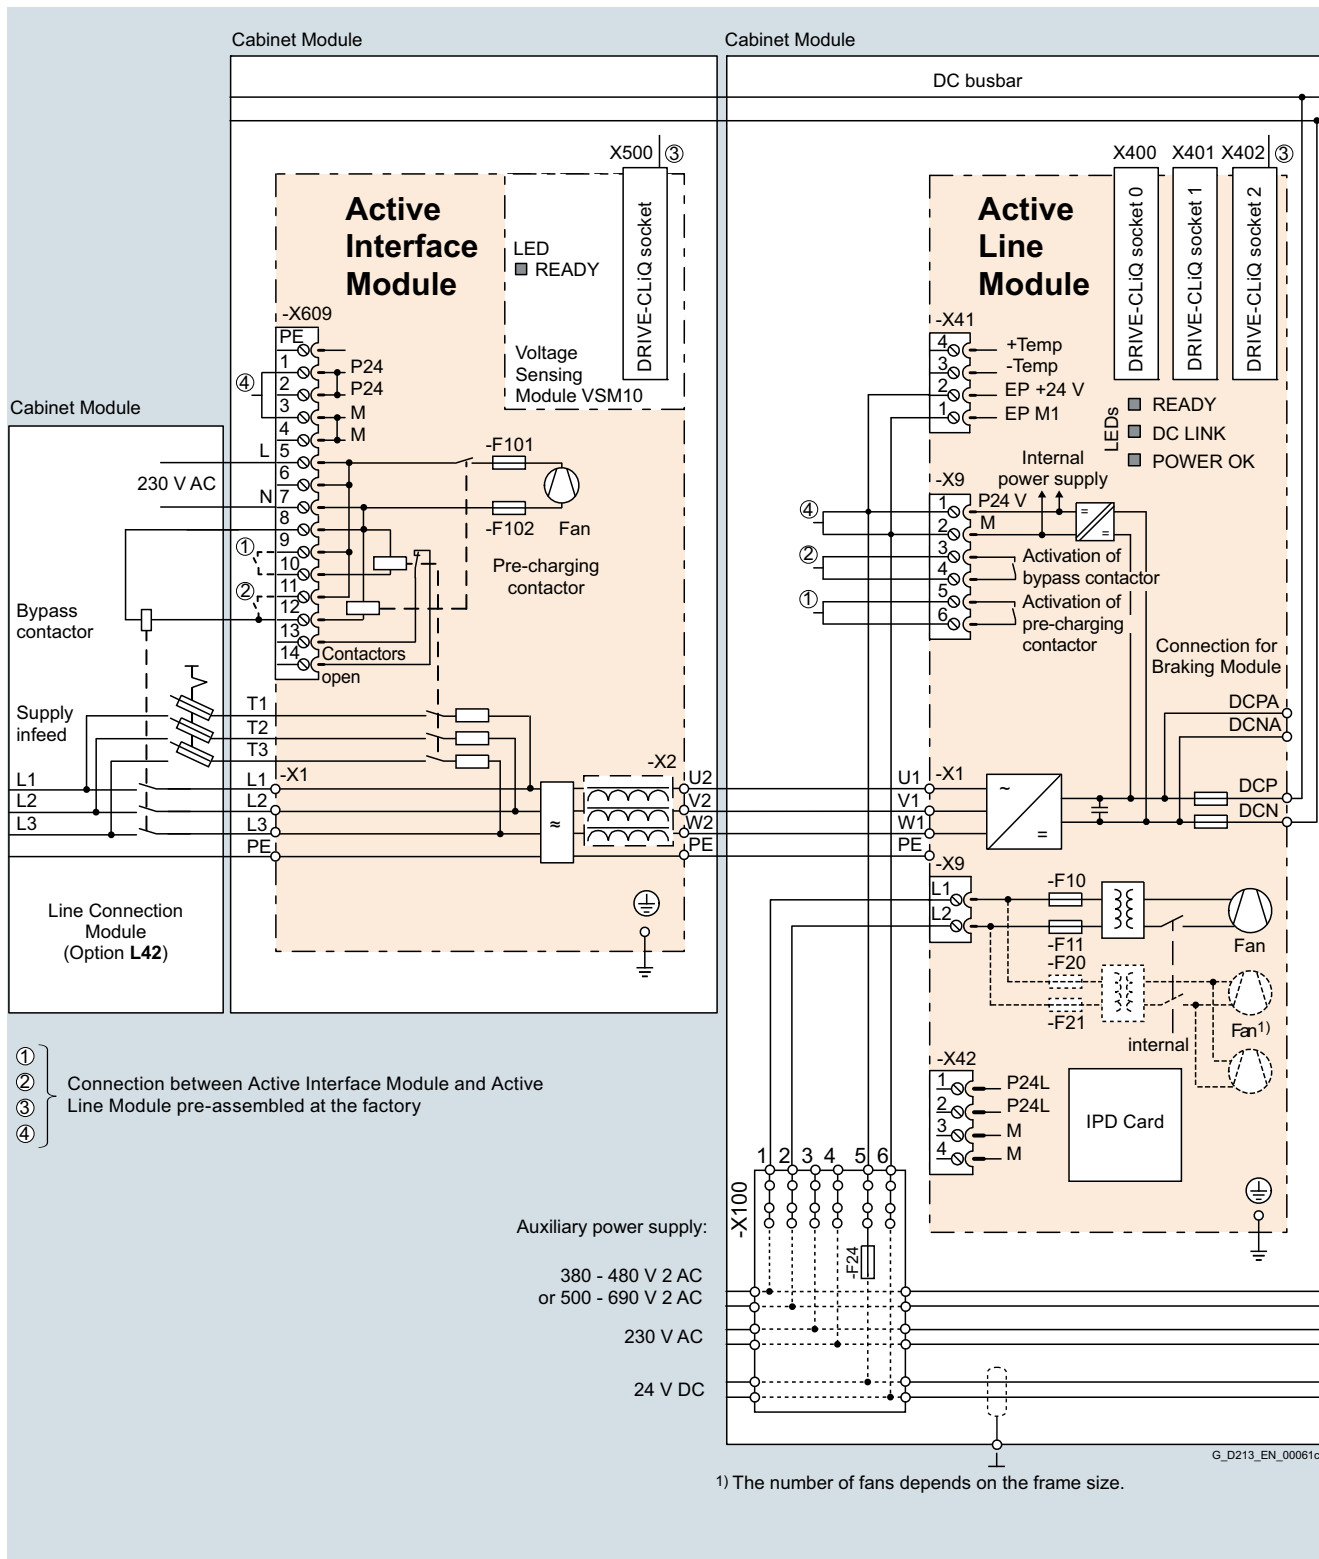 Cabinet Module
Cabinet Module
DC busbar
X500 ③
X400 X401 X402 ③
Active
Interface
Module
LED
READY
DRIVE-CLiQ socket
Voltage
Sensing
Module VSM10
Active
Line
Module
DRIVE-CLiQ socket 0
DRIVE-CLiQ socket 1
DRIVE-CLiQ socket 2
-X609
PE
1 P24
2 P24
3 M
4 M
5
6
7
8
9
10
11
12
13
14
④
①
②
L
230 V AC
N
-F101
-F102
Fan
Pre-charging
contactor
Contactors
open
-X41
4 +Temp
3 -Temp
2 EP +24 V
1 EP M1
LEDs
READY
DC LINK
POWER OK
Internal
power supply
-X9
1 P24 V
2 M
3
4
5
6
④
②
①
=
=
Activation of
bypass contactor
Activation of
pre-charging
contactor
Connection for
Braking Module
DCPA
DCNA
DCP
DCN
Cabinet Module
Bypass
contactor
Supply
infeed
L1
L2
L3
T1
T2
T3
L1 -X1
L2
L3
PE
≈
-X2
U2
V2
W2
PE
U1 -X1
V1
W1
PE
~
=
Line Connection
Module
(Option L42)
-X9
L1
L2
-F10
-F11
-F20
-F21
Fan
Fan1)
internal
-X42
1 P24L
2 P24L
3 M
4 M
IPD Card
①
②
③
④
Connection between Active Interface Module and Active
Line Module pre-assembled at the factory
1 2 3 4 5 6
-X100
-F24
Auxiliary power supply:
380 - 480 V 2 AC
or 500 - 690 V 2 AC
230 V AC
24 V DC
G_D213_EN_00061c
1) The number of fans depends on the frame size.